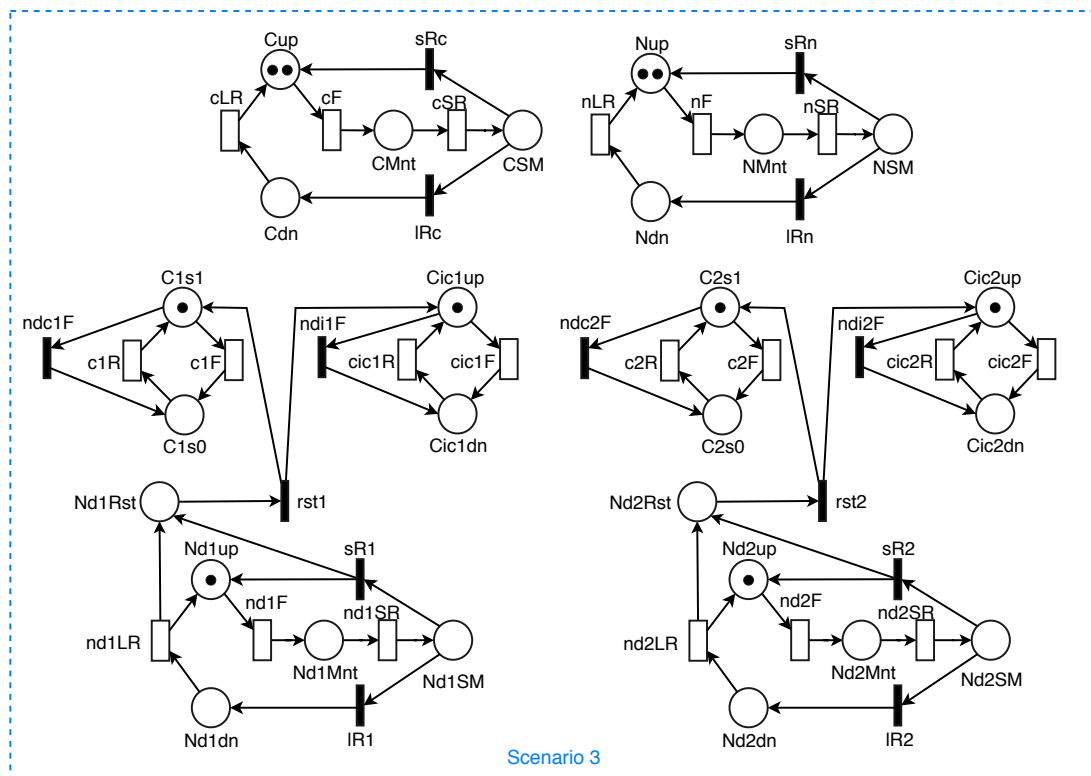 Cup
sRc
cLR
cF
cSR
CMnt
CSM
Cdn
lRc
Nup
sRn
nLR
nF
nSR
NMnt
NSM
Ndn
lRn
C1s1
Cic1up
ndc1F
ndi1F
c1R
c1F
cic1R
cic1F
C1s0
Cic1dn
C2s1
Cic2up
ndc2F
ndi2F
c2R
c2F
cic2R
cic2F
C2s0
Cic2dn
Nd1Rst
rst1
Nd1up
sR1
nd1F
nd1SR
nd1LR
Nd1Mnt
Nd1SM
Nd1dn
lR1
Nd2Rst
rst2
Nd2up
sR2
nd2F
nd2SR
nd2LR
Nd2Mnt
Nd2SM
Nd2dn
lR2
Scenario 3